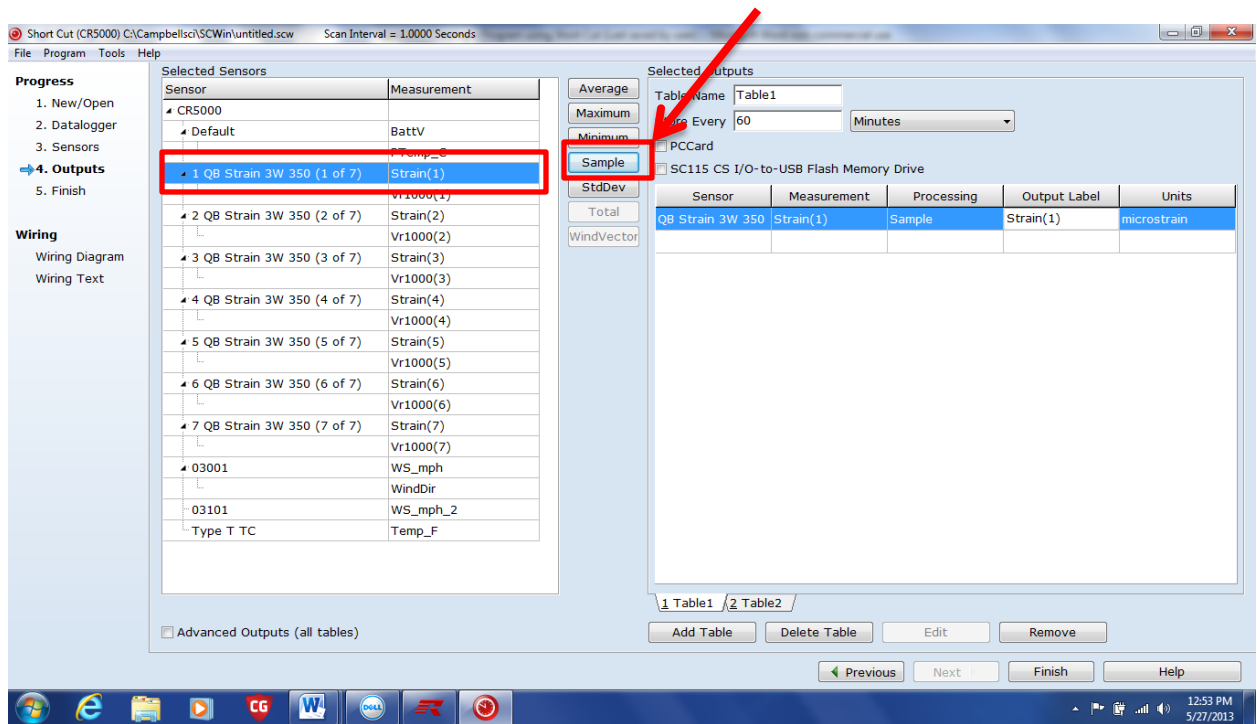 Short Cut (CR5000) C:\Campbellsci\SCWin\untitled.scw Scan Interval = 1.0000 Seconds
File Program Tools Help
Progress
1. New/Open
2. Datalogger
3. Sensors
4. Outputs
5. Finish
Wiring
Wiring Diagram
Wiring Text
Selected Sensors
Sensor Measurement
CR5000
Default BattV
PTemp_C
1 QB Strain 3W 350 (1 of 7) Strain(1)
Vr1000(1)
2 QB Strain 3W 350 (2 of 7) Strain(2)
Vr1000(2)
3 QB Strain 3W 350 (3 of 7) Strain(3)
Vr1000(3)
4 QB Strain 3W 350 (4 of 7) Strain(4)
Vr1000(4)
5 QB Strain 3W 350 (5 of 7) Strain(5)
Vr1000(5)
6 QB Strain 3W 350 (6 of 7) Strain(6)
Vr1000(6)
7 QB Strain 3W 350 (7 of 7) Strain(7)
Vr1000(7)
03001 WS_mph
WindDir
03101 WS_mph_2
Type T TC Temp_F
Advanced Outputs (all tables)
Average
Maximum
Minimum
Sample
StdDev
Total
WindVector
Selected Outputs
Table Name Table1
Store Every 60 Minutes
PCCard
SC115 CS I/O-to-USB Flash Memory Drive
Sensor Measurement Processing Output Label Units
QB Strain 3W 350 Strain(1) Sample Strain(1) microstrain
1 Table1 2 Table2
Add Table Delete Table Edit Remove
Previous Next Finish Help
CG W DELL
12:53 PM
5/27/2013